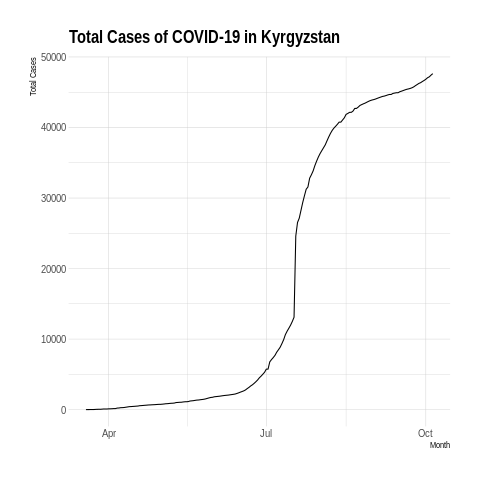 Total Cases of COVID-19 in Kyrgyzstan
Total Cases
50000
40000
30000
20000
10000
0
Apr
Jul
Oct
Month